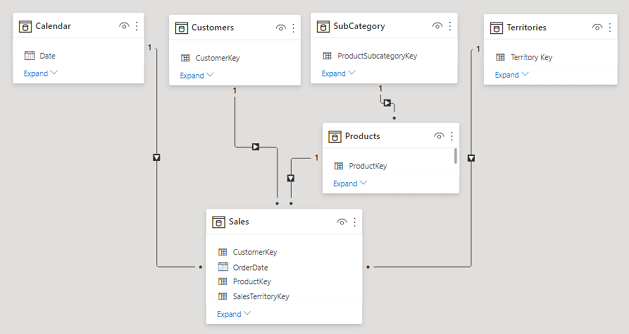 Calendar
Date
Expand
Customers
CustomerKey
Expand
SubCategory
ProductSubcategoryKey
Expand
Territories
Territory Key
Expand
1
1
1
1
*
Products
ProductKey
Expand
1
*
*
Sales
CustomerKey
OrderDate
ProductKey
SalesTerritoryKey
Expand
*
*